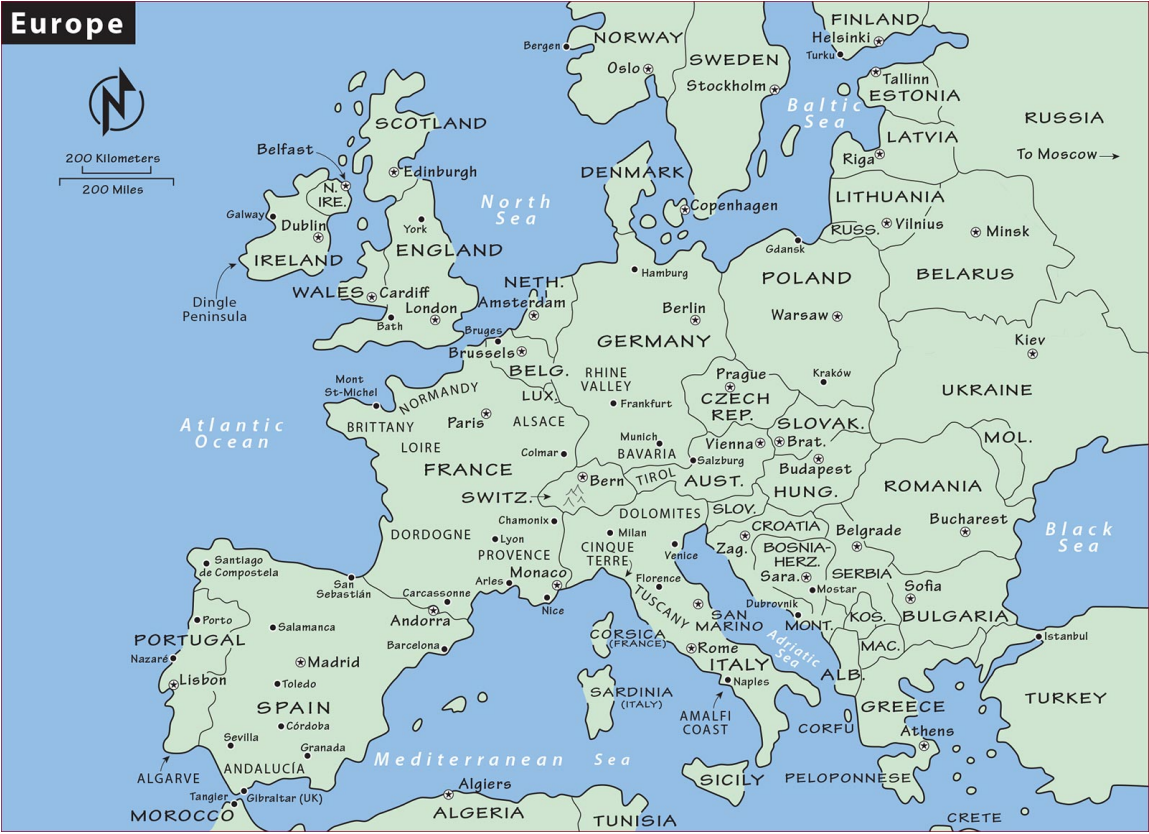 Europe
N
200 Kilometers
200 Miles
NORWAY
Bergen
Oslo
SWEDEN
Stockholm
FINLAND
Helsinki
Turku
Tallinn
ESTONIA
Baltic
Sea
LATVIA
Riga
RUSSIA
To Moscow
LITHUANIA
RUSS.
Vilnius
Minsk
BELARUS
SCOTLAND
Belfast
Edinburgh
N.
IRE.
Galway
Dublin
IRELAND
Dingle
Peninsula
York
ENGLAND
WALES
Cardiff
London
Bath
North
Sea
DENMARK
Copenhagen
NETH.
Amsterdam
Hamburg
Berlin
GERMANY
Gdansk
POLAND
Warsaw
Kraków
Kiev
UKRAINE
Bruges
Brussels
BELG.
LUX.
RHINE
VALLEY
Frankfurt
Prague
CZECH
REP.
SLOVAK.
MOL.
Atlantic
Ocean
Mont
St-Michel
NORMANDY
BRITTANY
Paris
ALSACE
LOIRE
Colmar
FRANCE
Munich
BAVARIA
Vienna
Brat.
Salzburg
Budapest
SWITZ.
Bern
TIROL
AUST.
HUNG.
ROMANIA
Bucharest
Black
Sea
Chamonix
DORDOGNE
Lyon
PROVENCE
DOLOMITES
Milan
CINQUE
TERRE
Venice
SLOV.
Zag.
CROATIA
BOSNIA-
HERZ.
Sara.
Mostar
Belgrade
SERBIA
Sofia
BULGARIA
Dubrovnik
MONT.
KOS.
MAC.
ALB.
Istanbul
Santiago
de Compostela
San
Sebastián
Carcassonne
Andorra
Arles
Monaco
Nice
Florence
TUSCANY
SAN
MARINO
Adriatic
Sea
Porto
PORTUGAL
Salamanca
Nazaré
Lisbon
Madrid
Toledo
SPAIN
Córdoba
Sevilla
Granada
ANDALUCÍA
ALGARVE
Barcelona
CORSICA
(FRANCE)
Rome
ITALY
Naples
SARDINIA
(ITALY)
AMALFI
COAST
GREECE
Athens
CORFU
TURKEY
Mediterranean Sea
Tangier
Gibraltar (UK)
MOROCCO
Algiers
ALGERIA
TUNISIA
SICILY
PELOPONNESE
CRETE